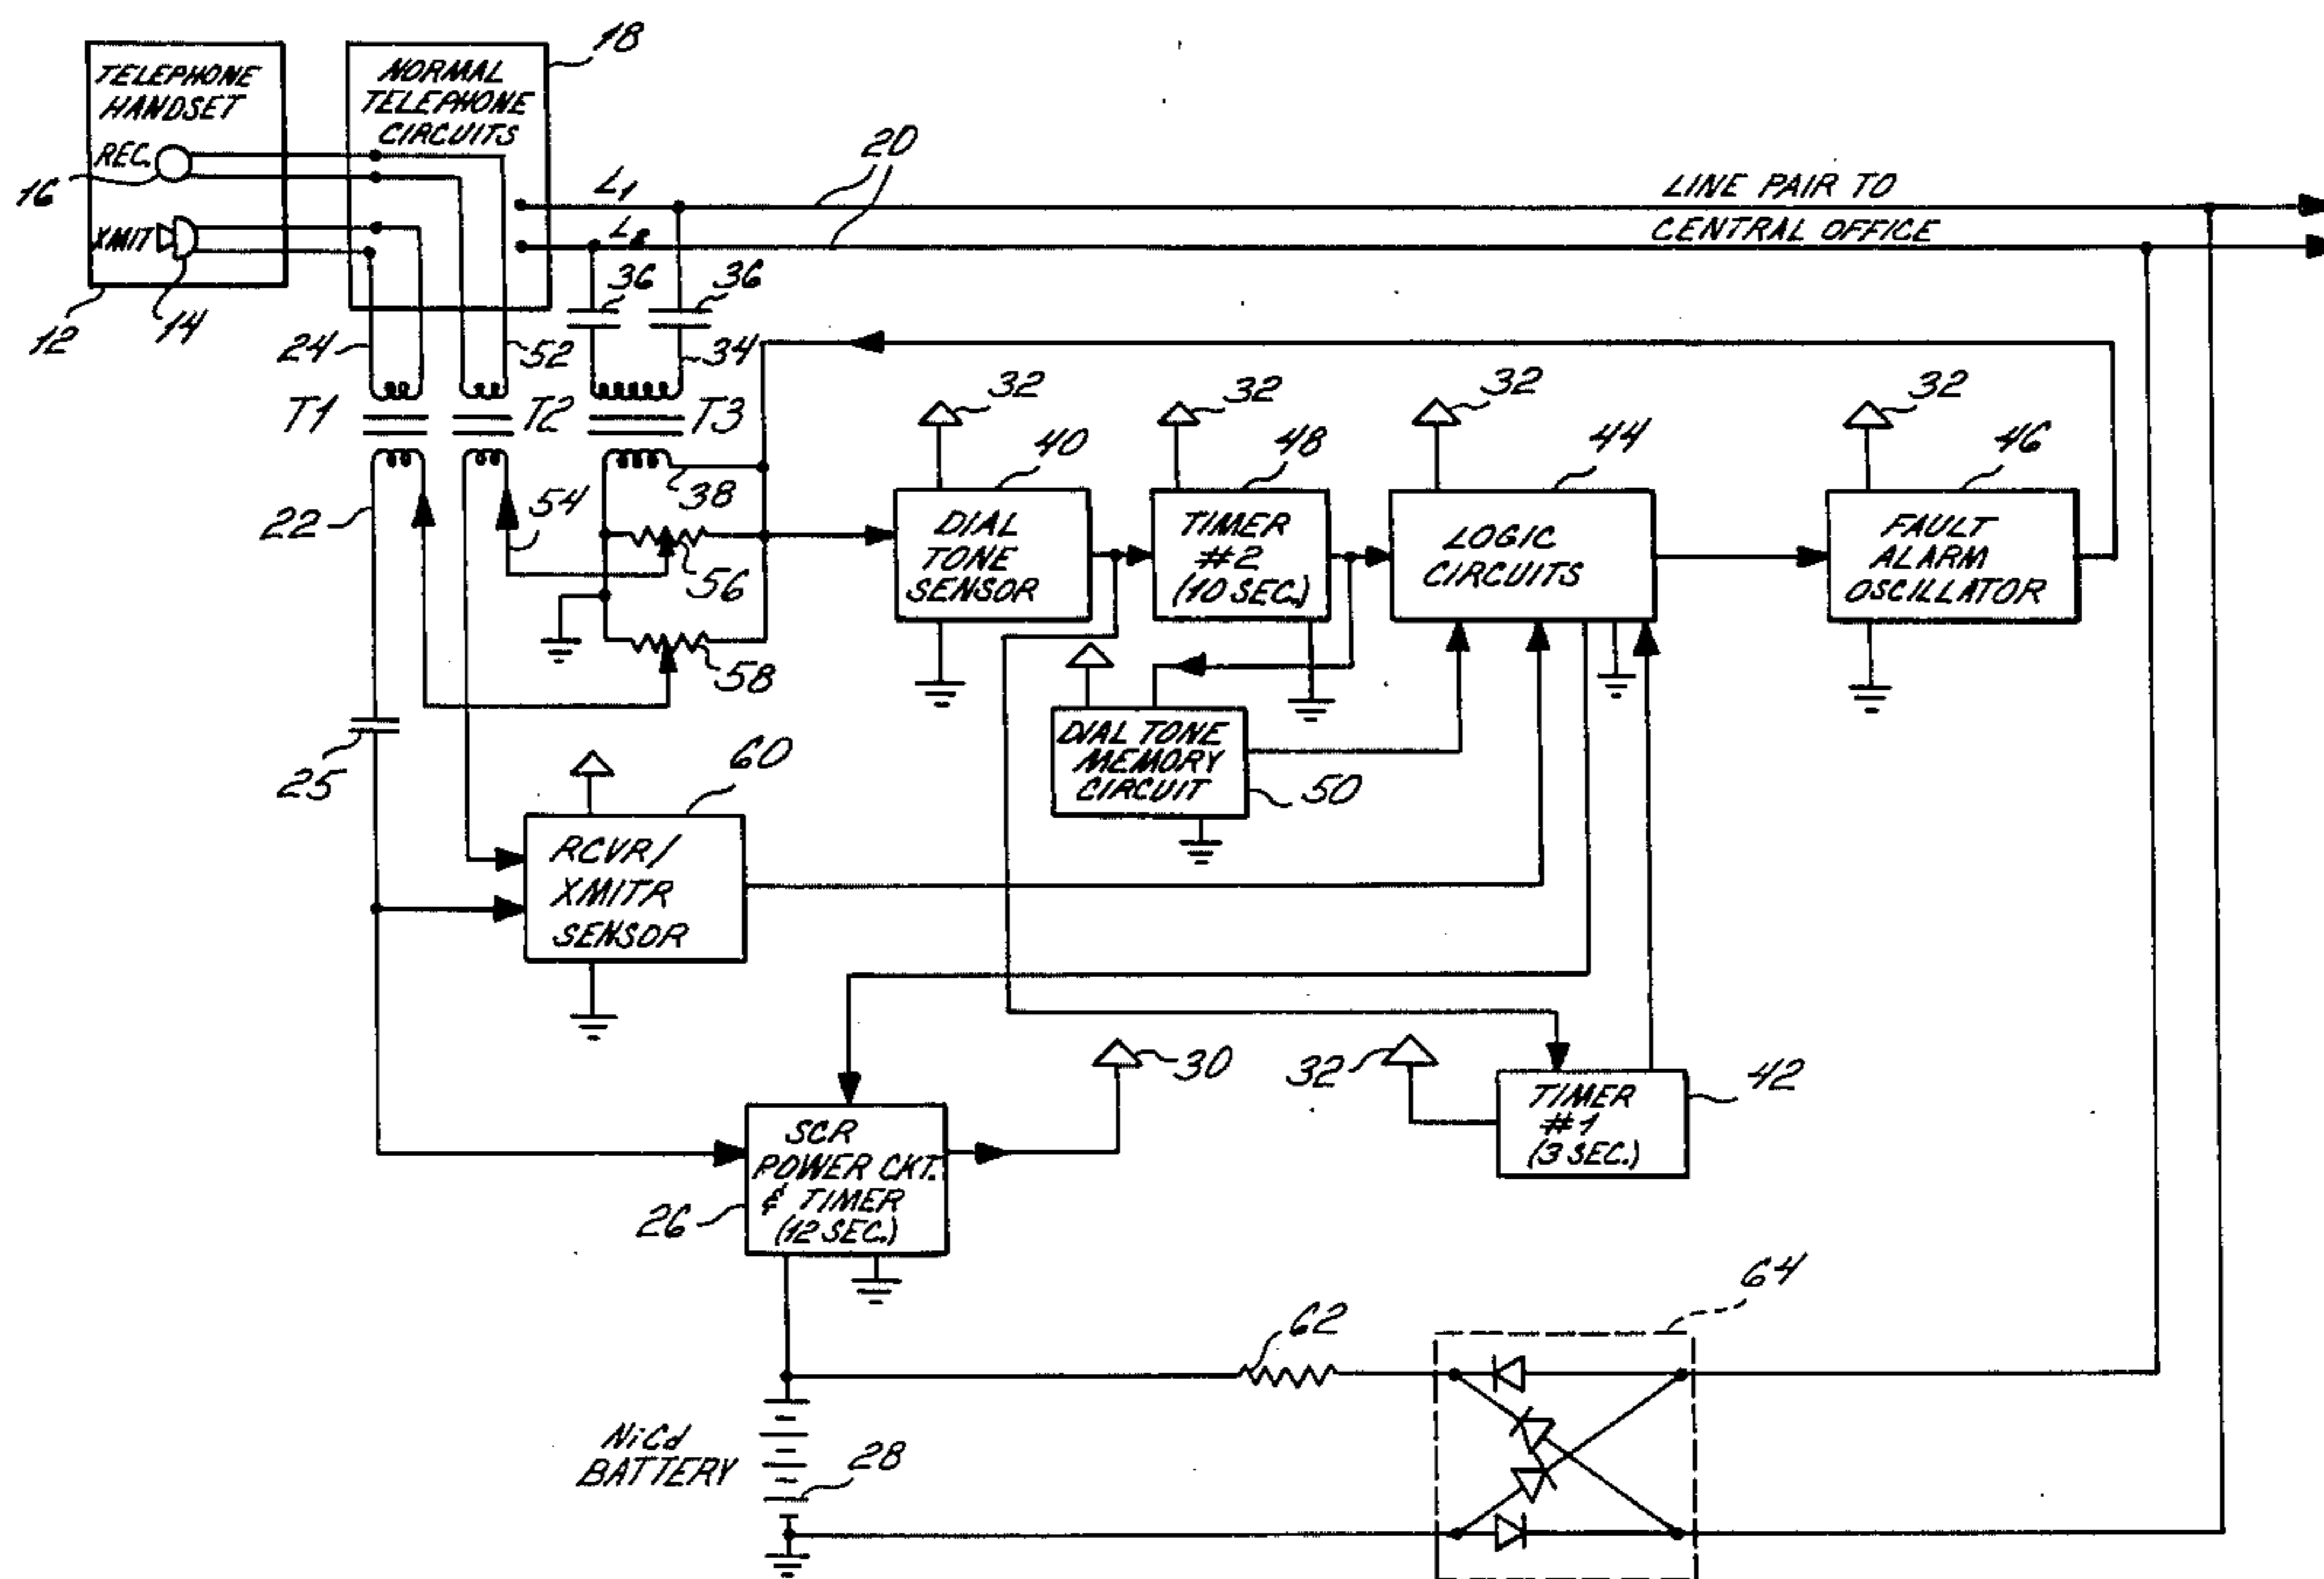 18
TELEPHONE
HANDSET
REC.
XMIT
16
12
14
NORMAL
TELEPHONE
CIRCUITS
L1
20
LINE PAIR TO
CENTRAL OFFICE
36
36
24
52
34
T1
T2
T3
32
32
32
32
22
54
38
40
48
44
46
56
58
DIAL
TONE
SENSOR
TIMER
#2
(10 SEC.)
LOGIC
CIRCUITS
FAULT
ALARM
OSCILLATOR
25
60
DIAL TONE
MEMORY
CIRCUIT
50
RCVR/
XMITR
SENSOR
30
32
42
TIMER
#1
(3 SEC.)
SCR
POWER CKT.
& TIMER
(12 SEC.)
26
62
64
NiCd
BATTERY
28